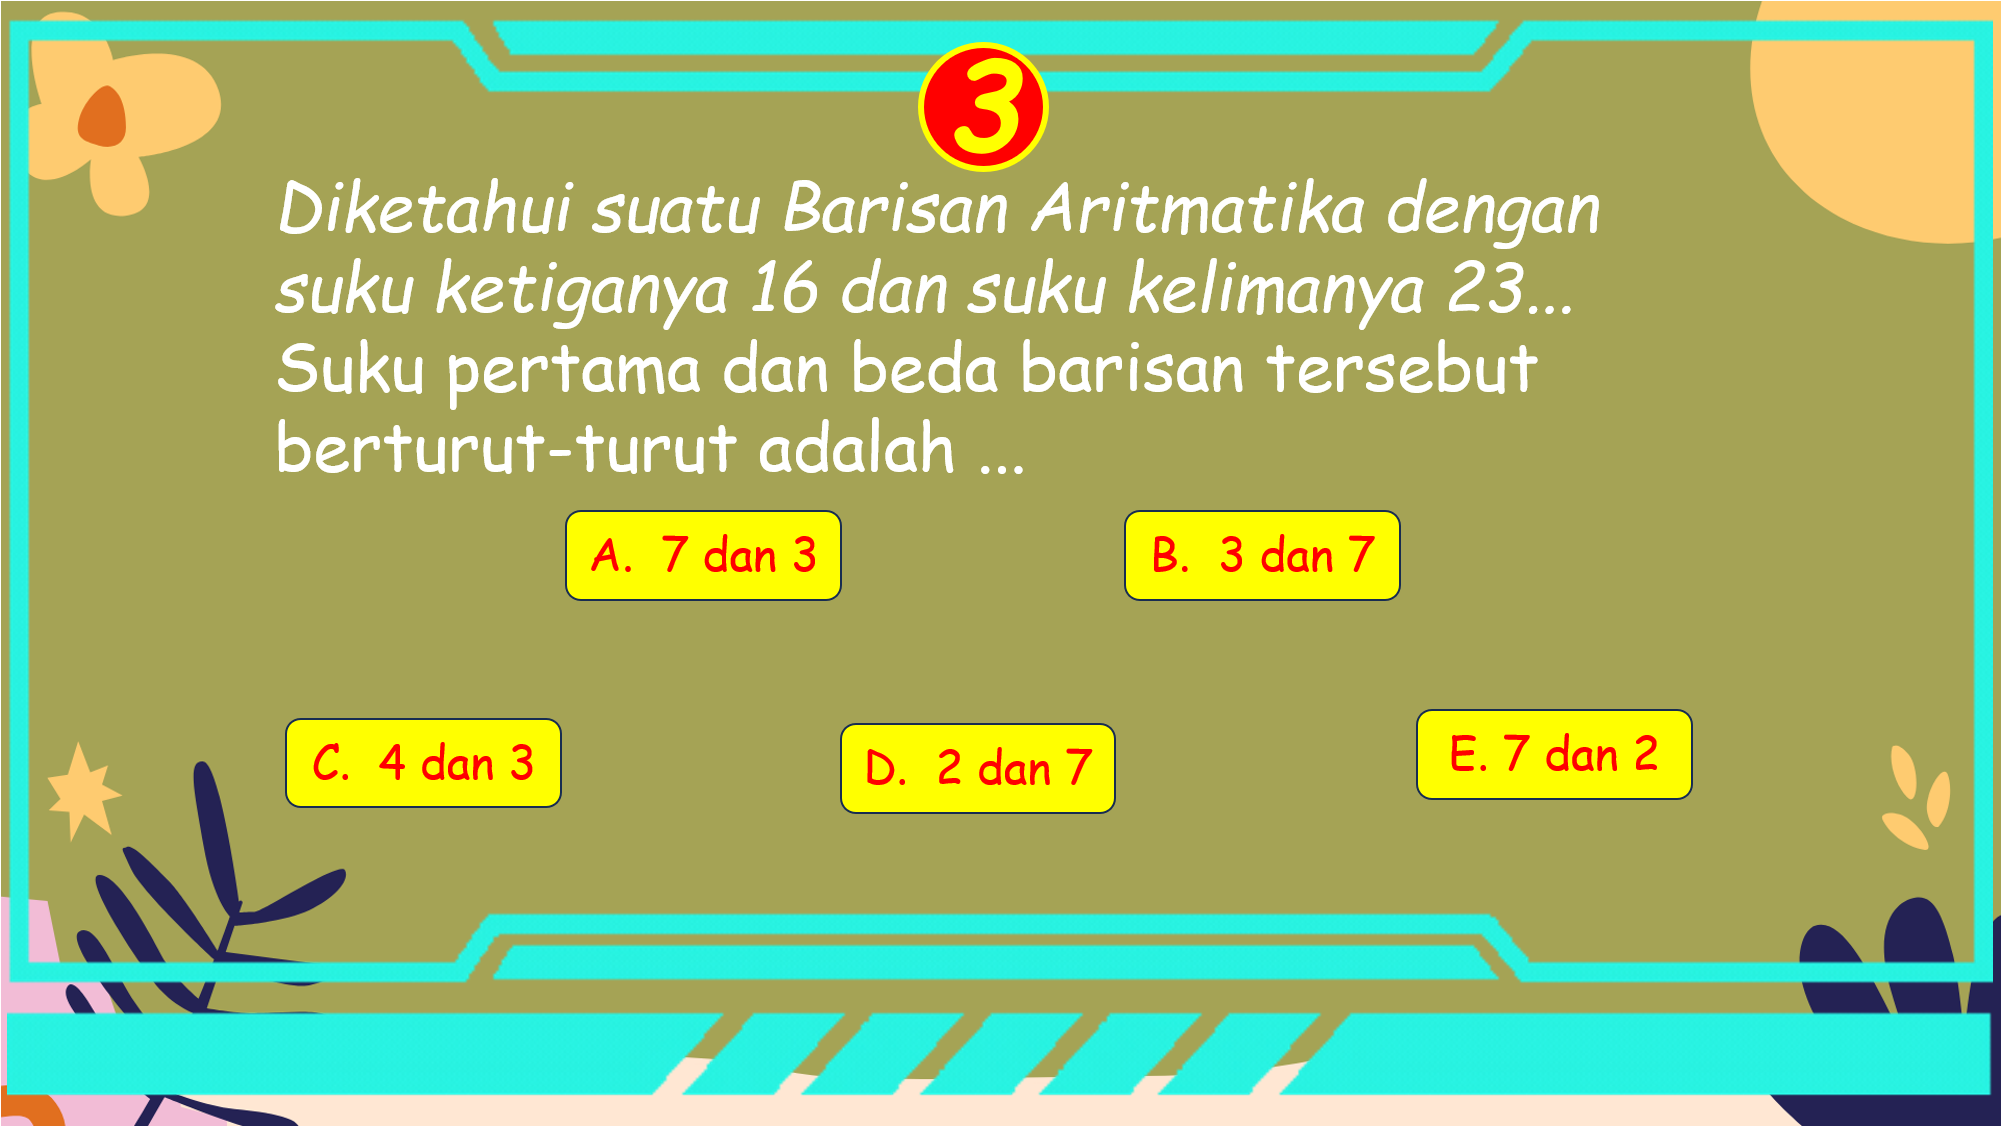 3
Diketahui suatu Barisan Aritmatika dengan
suku ketiganya 16 dan suku kelimanya 23...
Suku pertama dan beda barisan tersebut
berturut-turut adalah ...
A. 7 dan 3
B. 3 dan 7
C. 4 dan 3
D. 2 dan 7
E. 7 dan 2